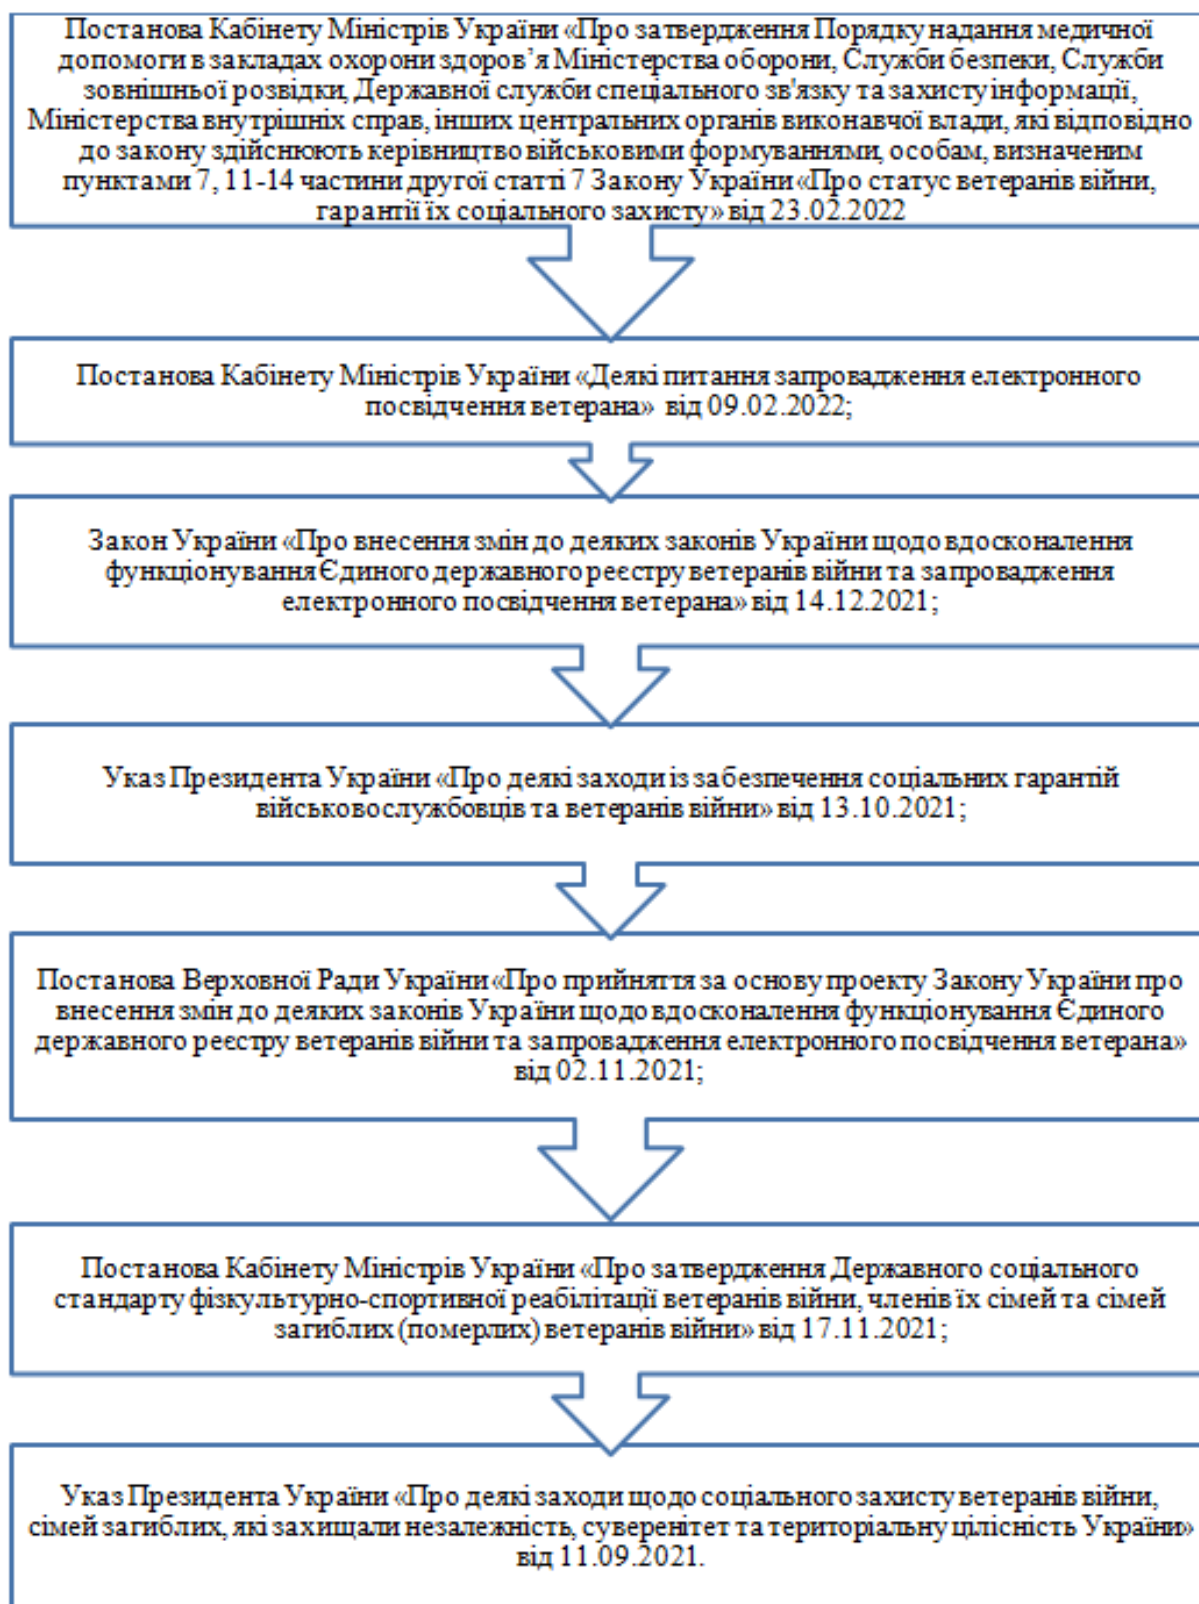 Постанова Кабінету Міністрів України «Про затвердження Порядку надання медичної
допомоги в закладах охорони здоров’я Міністерства оборони, Служби безпеки, Служби
зовнішньої розвідки, Державної служби спеціального зв'язку та захисту інформації,
Міністерства внутрішніх справ, інших центральних органів виконавчої влади, які відповідно
до закону здійснюють керівництво військовими формуваннями, особам, визначеним
пунктами 7, 11-14 частини другої статті 7 Закону України «Про статус ветеранів війни,
гарантії їх соціального захисту» від 23.02.2022
Постанова Кабінету Міністрів України «Деякі питання запровадження електронного
посвідчення ветерана» від 09.02.2022;
Закон України «Про внесення змін до деяких законів України щодо вдосконалення
функціонування Єдиного державного реєстру ветеранів війни та запровадження
електронного посвідчення ветерана» від 14.12.2021;
Указ Президента України «Про деякі заходи із забезпечення соціальних гарантій
військовослужбовців та ветеранів війни» від 13.10.2021;
Постанова Верховної Ради України «Про прийняття за основу проекту Закону України про
внесення змін до деяких законів України щодо вдосконалення функціонування Єдиного
державного реєстру ветеранів війни та запровадження електронного посвідчення ветерана»
від 02.11.2021;
Постанова Кабінету Міністрів України «Про затвердження Державного соціального
стандарту фізкультурно-спортивної реабілітації ветеранів війни, членів їх сімей та сімей
загиблих (померлих) ветеранів війни» від 17.11.2021;
Указ Президента України «Про деякі заходи щодо соціального захисту ветеранів війни,
сімей загиблих, які захищали незалежність, суверенітет та територіальну цілісність України»
від 11.09.2021.